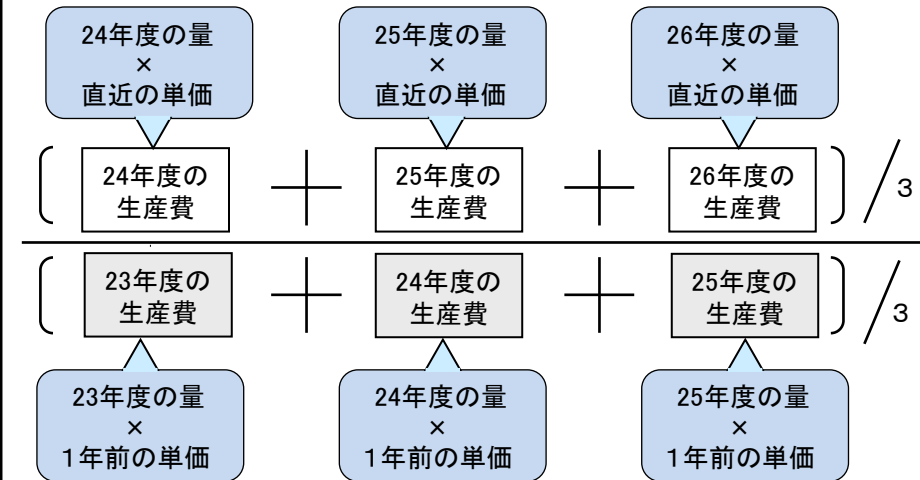 24年度の量
×
直近の単価
25年度の量
×
直近の単価
26年度の量
×
直近の単価
24年度の
生産費
+
25年度の
生産費
+
26年度の
生産費
/3
23年度の
生産費
+
24年度の
生産費
+
25年度の
生産費
/3
23年度の量
×
1年前の単価
24年度の量
×
1年前の単価
25年度の量
×
1年前の単価